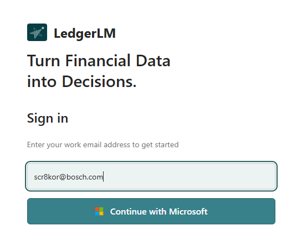 LedgerLM
Turn Financial Data
into Decisions.
Sign in
Enter your work email address to get started
scr8kor@bosch.com
Continue with Microsoft